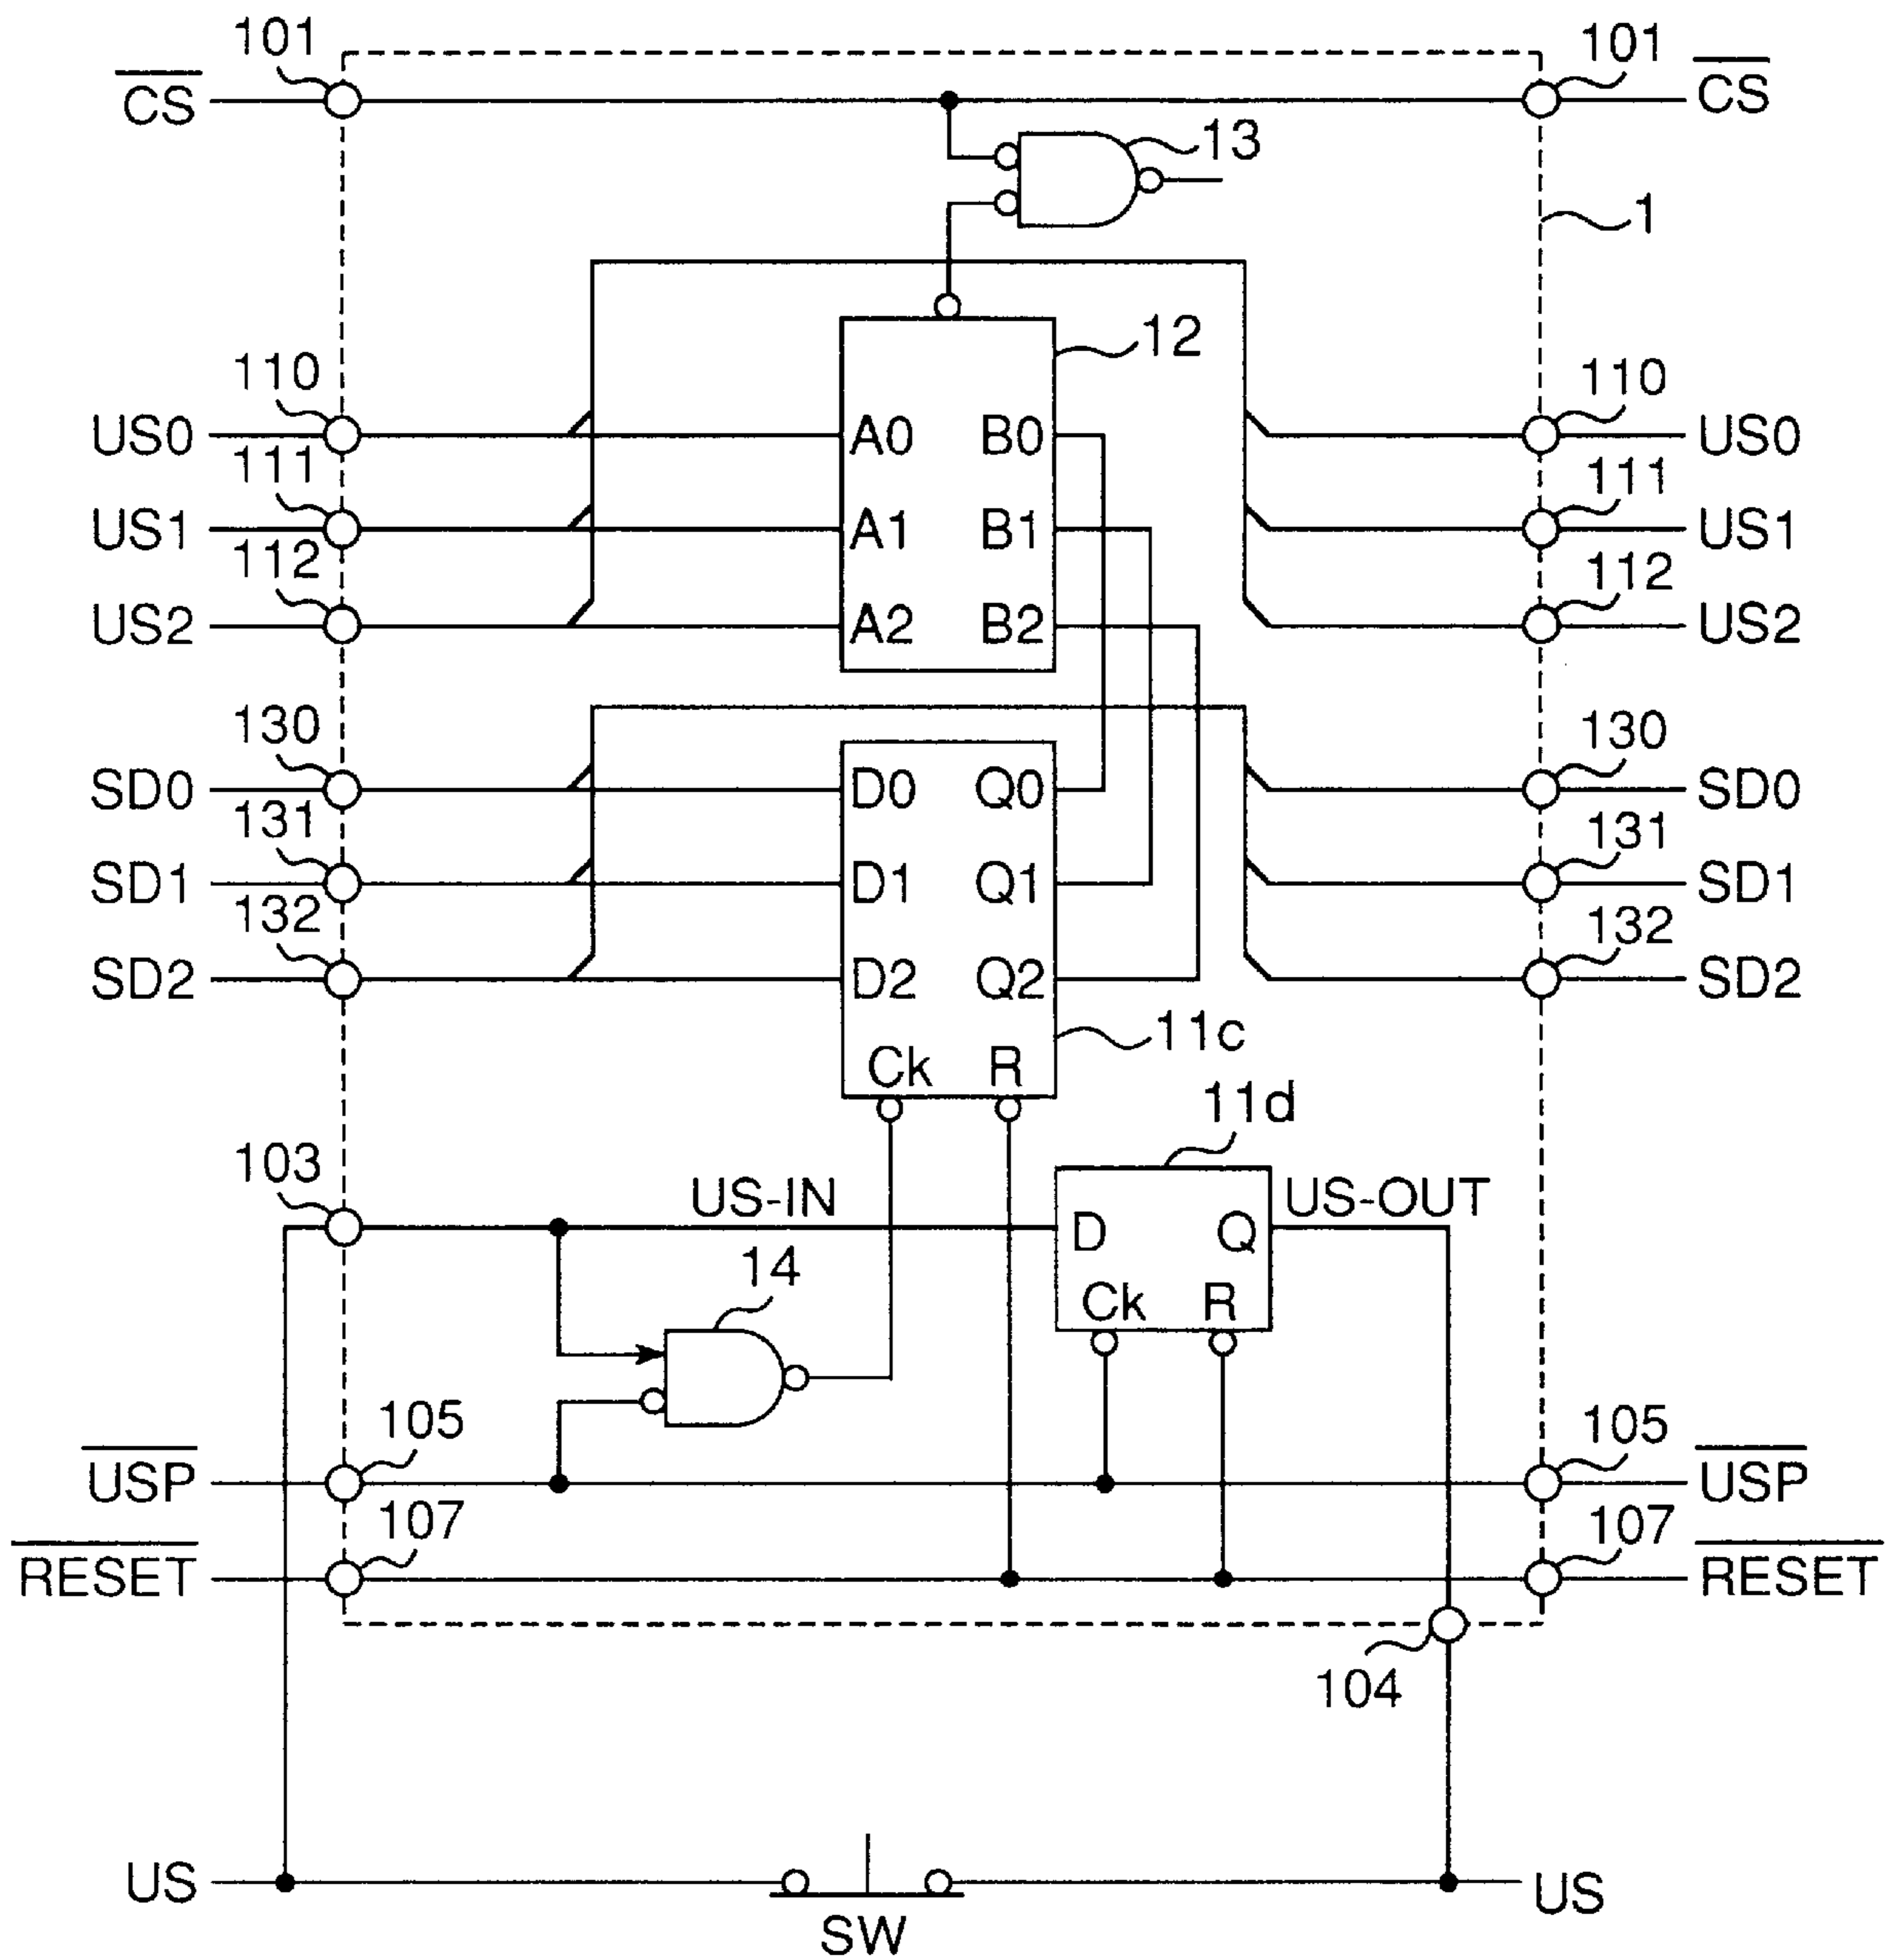 101 101
CS CS
13
1
12
110 110
US0 A0 B0 US0
111 111
US1 A1 B1 US1
112 112
US2 A2 B2 US2
130 130
SD0 D0 Q0 SD0
131 131
SD1 D1 Q1 SD1
132 132
SD2 D2 Q2 SD2
11c
Ck R
11d
103 US-IN US-OUT
D Q
14
Ck R
105 105
USP USP
107 107
RESET RESET
104
US US
SW